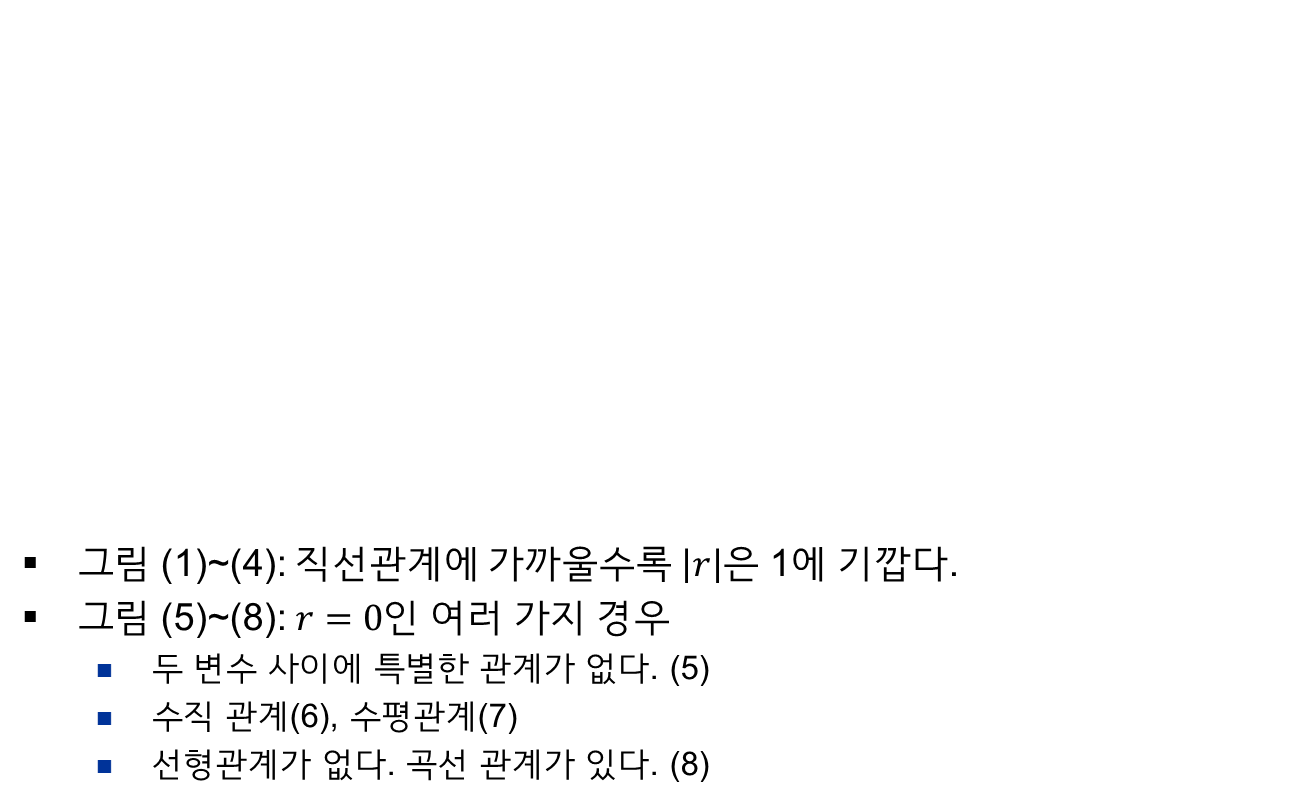 ▪ 그림 (1)~(4): 직선관계에 가까울수록 |r|은 1에 기깝다.
▪ 그림 (5)~(8): r = 0인 여러 가지 경우
■ 두 변수 사이에 특별한 관계가 없다. (5)
■ 수직 관계(6), 수평관계(7)
■ 선형관계가 없다. 곡선 관계가 있다. (8)